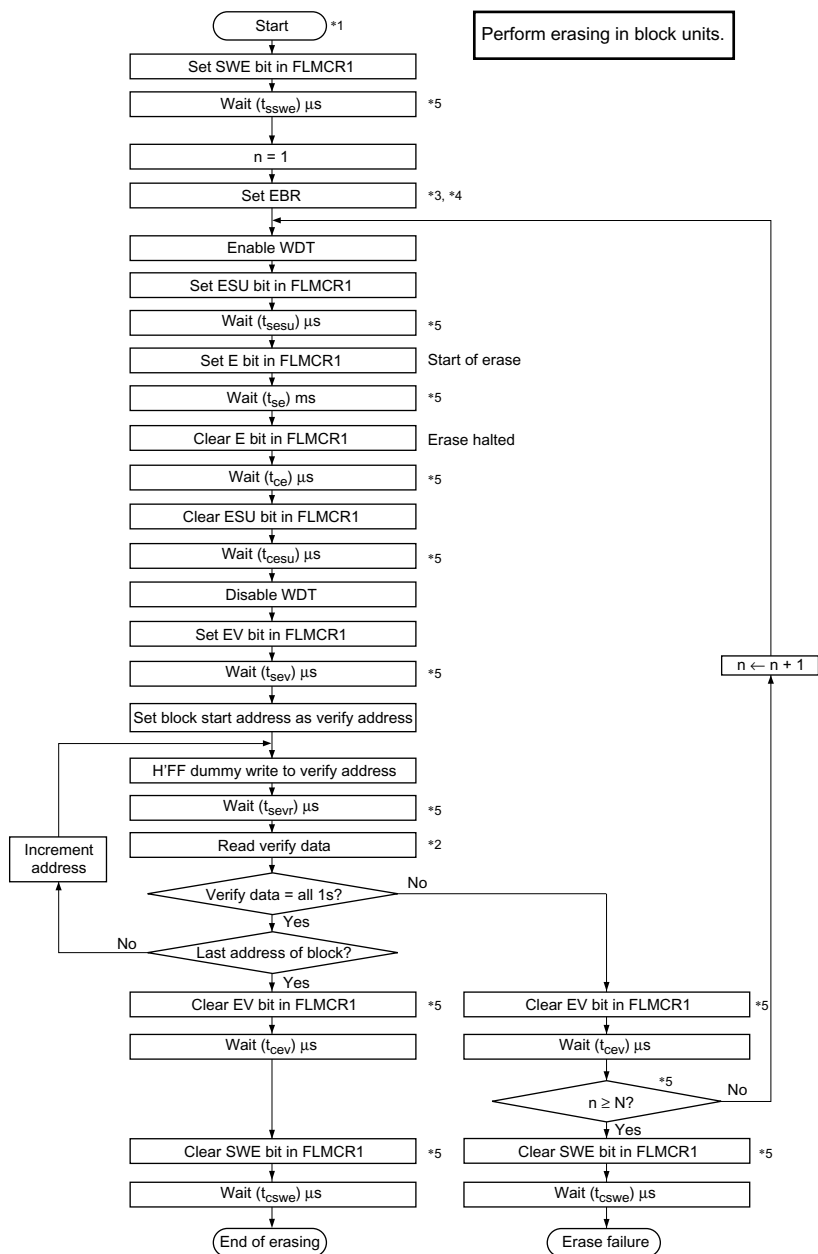 Start
*1
Perform erasing in block units.
Set SWE bit in FLMCR1
Wait (tsswe) μs
*5
n = 1
Set EBR
*3, *4
Enable WDT
Set ESU bit in FLMCR1
Wait (tsesu) μs
*5
Set E bit in FLMCR1
Start of erase
Wait (tse) ms
*5
Clear E bit in FLMCR1
Erase halted
Wait (tce) μs
*5
Clear ESU bit in FLMCR1
Wait (tcesu) μs
*5
Disable WDT
Set EV bit in FLMCR1
Wait (tsev) μs
*5
n ← n + 1
Set block start address as verify address
H'FF dummy write to verify address
Wait (tsevr) μs
*5
Read verify data
*2
Increment
address
Verify data = all 1s?
No
Yes
No
Last address of block?
Yes
Clear EV bit in FLMCR1
*5
Wait (tcev) μs
Clear EV bit in FLMCR1
*5
Wait (tcev) μs
*5
n ≥ N?
No
Yes
Clear SWE bit in FLMCR1
*5
Wait (tcswe) μs
End of erasing
Clear SWE bit in FLMCR1
*5
Wait (tcswe) μs
Erase failure